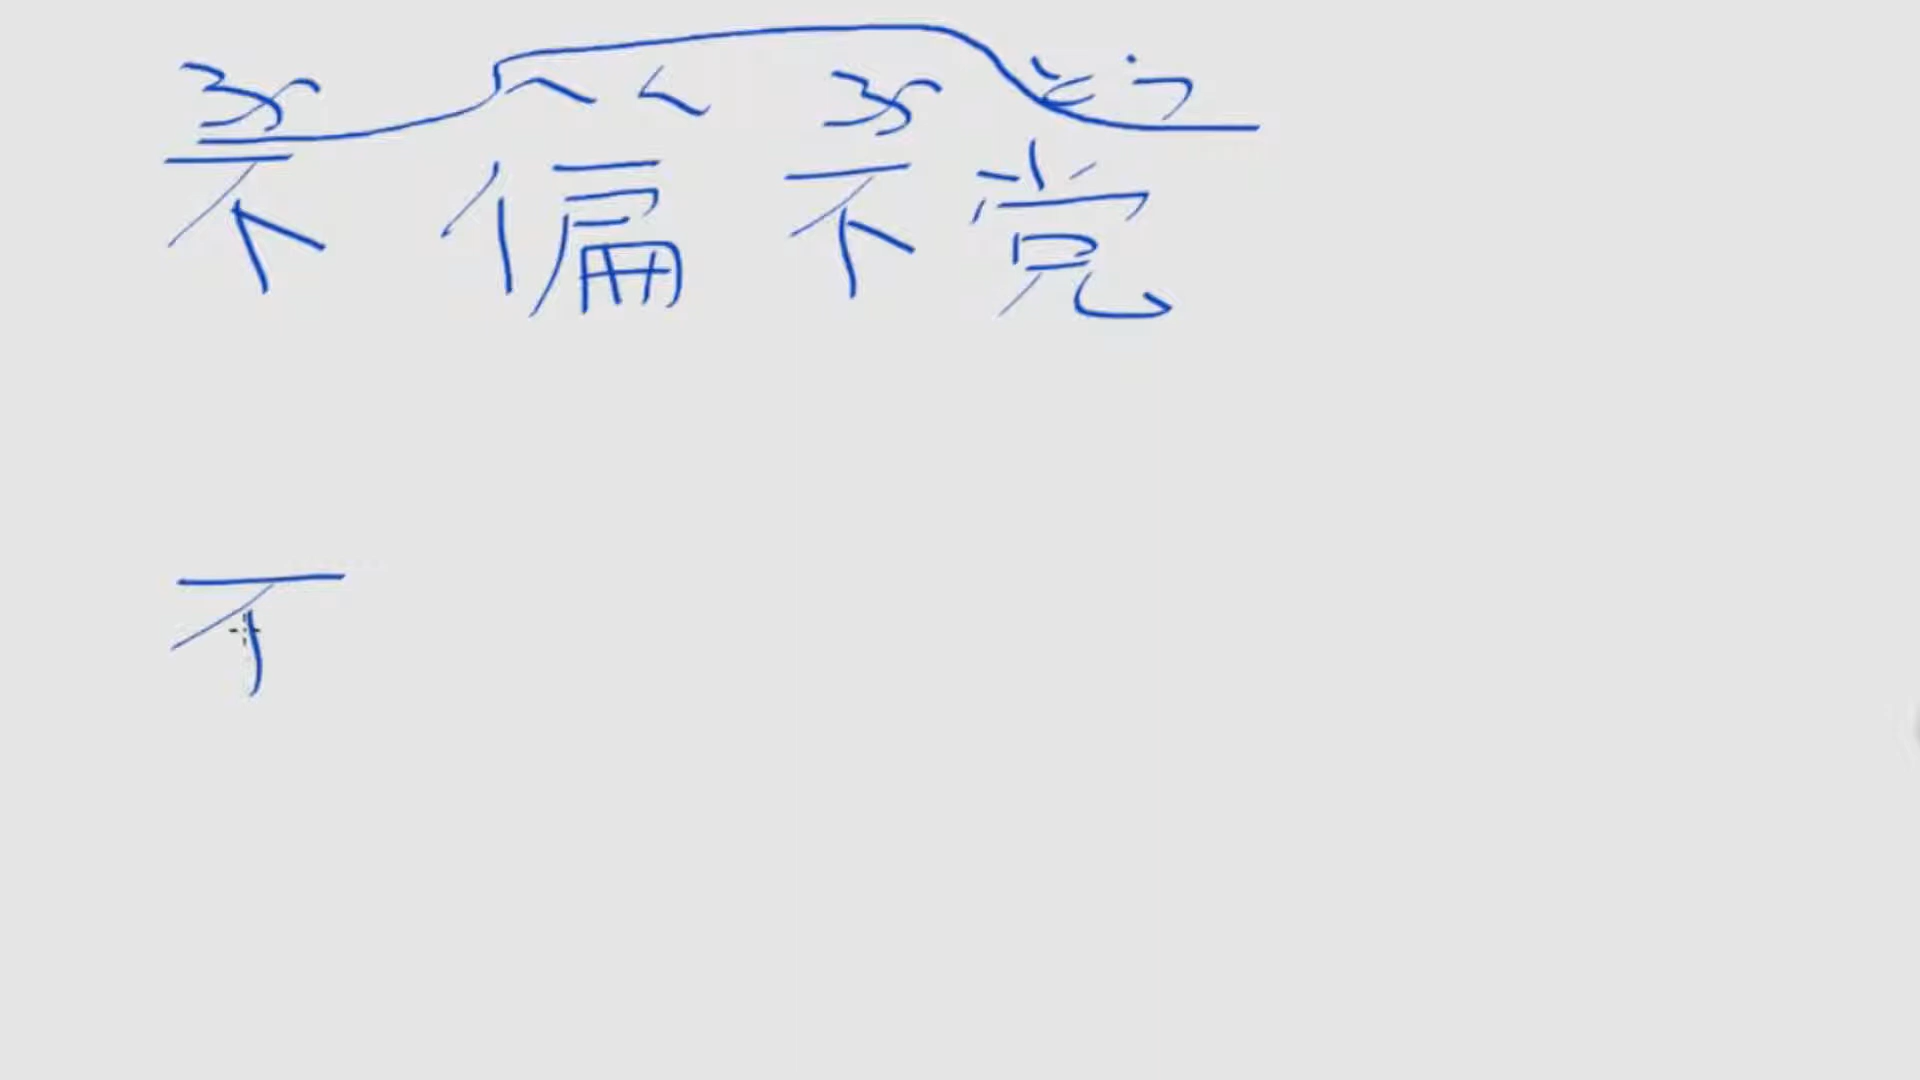 ふ へん ふ とう
不偏不党
不